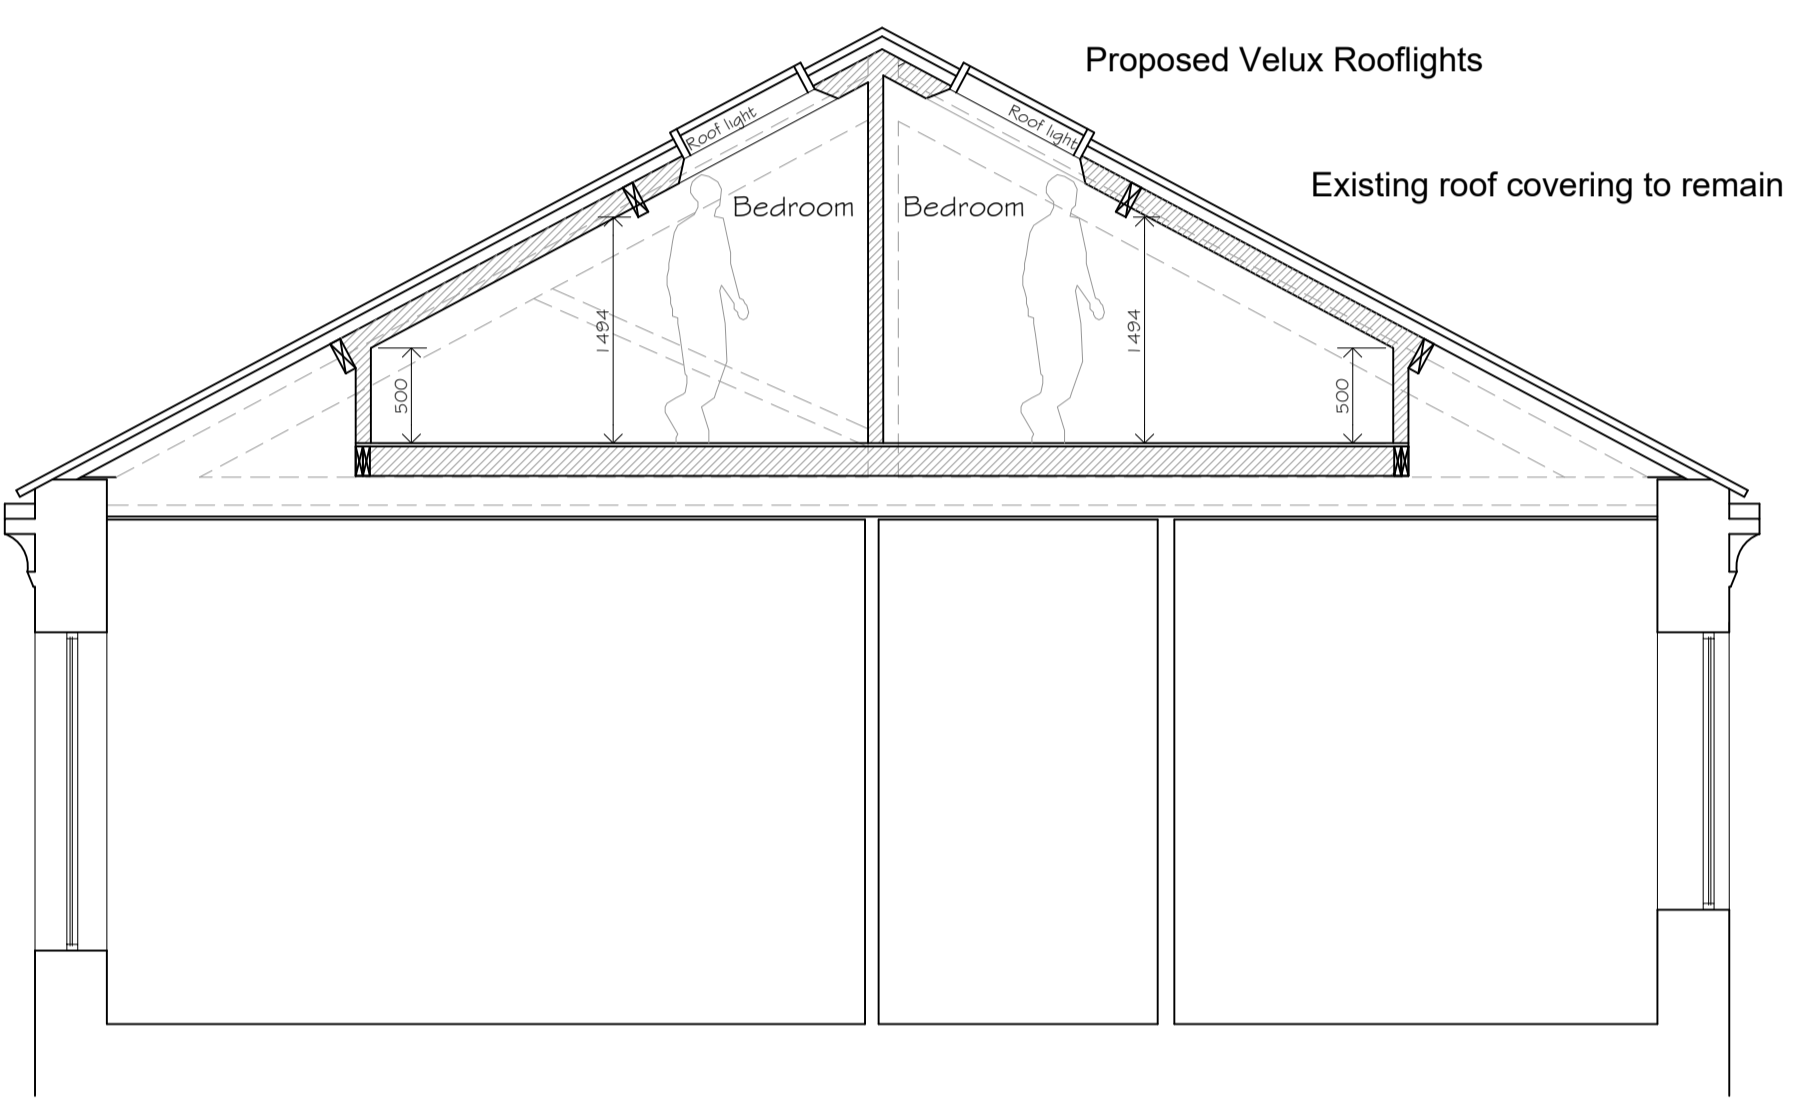 Proposed Velux Rooflights
Roof light
Roof light
Existing roof covering to remain
Bedroom
Bedroom
1494
1494
500
500